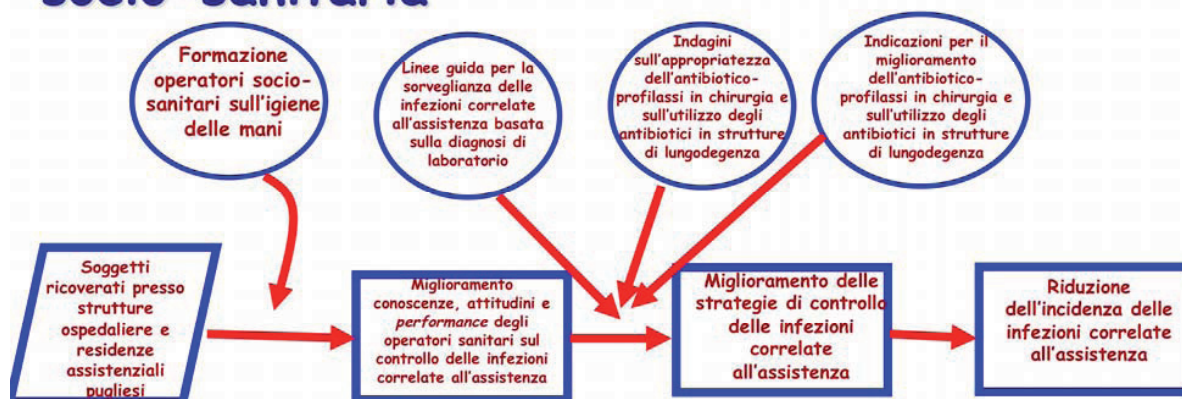 socio-sanitaria
Formazione
operatori socio-
sanitari sull'igiene
delle mani
Linee guida per la
sorveglianza delle
infezioni correlate
all'assistenza basata
sulla diagnosi di
laboratorio
Indagini
sull'appropriatezza
dell'antibiotico-
profilassi in chirurgia e
sull'utilizzo degli
antibiotici in strutture
di lungodegenza
Indicazioni per il
miglioramento
dell'antibiotico-
profilassi in chirurgia e
sull'utilizzo degli
antibiotici in strutture
di lungodegenza
Soggetti
ricoverati presso
strutture
ospedaliere e
residenze
assistenziali
pugliesi
Miglioramento
conoscenze, attitudini e
performance degli
operatori sanitari sul
controllo delle infezioni
correlate all'assistenza
Miglioramento delle
strategie di controllo
delle infezioni
correlate
all'assistenza
Riduzione
dell'incidenza delle
infezioni correlate
all'assistenza